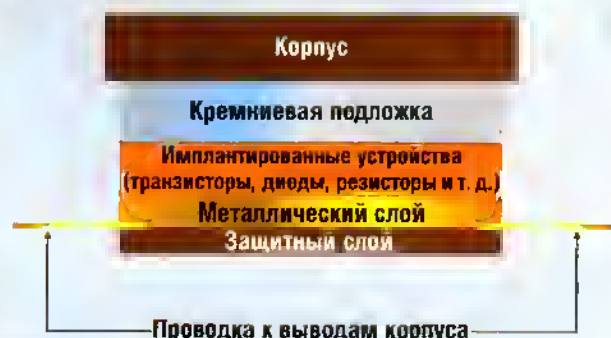 Корпус
Кремниевая подложка
Имплантированные устройства
(транзисторы, диоды, резисторы и т. д.)
Металлический слой
Защитный слой
Проводка к выводам корпуса